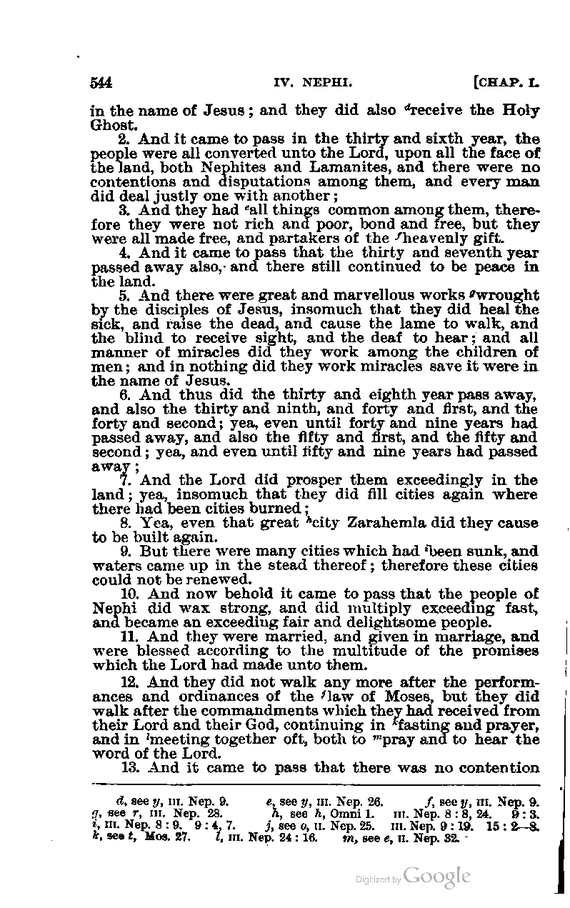 544 IV. NEPHI. [CHAP. I.
in the name of Jesus; and they did also ᵈreceive the Holy
Ghost.
2. And it came to pass in the thirty and sixth year, the
people were all converted unto the Lord, upon all the face of
the land, both Nephites and Lamanites, and there were no
contentions and disputations among them, and every man
did deal justly one with another;
3. And they had ᵉall things common among them, there-
fore they were not rich and poor, bond and free, but they
were all made free, and partakers of the ᶠheavenly gift.
4. And it came to pass that the thirty and seventh year
passed away also, and there still continued to be peace in
the land.
5. And there were great and marvellous works ᵍwrought
by the disciples of Jesus, insomuch that they did heal the
sick, and raise the dead, and cause the lame to walk, and
the blind to receive sight, and the deaf to hear; and all
manner of miracles did they work among the children of
men; and in nothing did they work miracles save it were in
the name of Jesus.
6. And thus did the thirty and eighth year pass away,
and also the thirty and ninth, and forty and first, and the
forty and second; yea, even until forty and nine years had
passed away, and also the fifty and first, and the fifty and
second; yea, and even until fifty and nine years had passed
away;
7. And the Lord did prosper them exceedingly in the
land; yea, insomuch that they did fill cities again where
there had been cities burned;
8. Yea, even that great ʰcity Zarahemla did they cause
to be built again.
9. But there were many cities which had ⁱbeen sunk, and
waters came up in the stead thereof; therefore these cities
could not be renewed.
10. And now behold it came to pass that the people of
Nephi did wax strong, and did multiply exceeding fast,
and became an exceeding fair and delightsome people.
11. And they were married, and given in marriage, and
were blessed according to the multitude of the promises
which the Lord had made unto them.
12. And they did not walk any more after the perform-
ances and ordinances of the ʲlaw of Moses, but they did
walk after the commandments which they had received from
their Lord and their God, continuing in ᵏfasting and prayer,
and in ˡmeeting together oft, both to ᵐpray and to hear the
word of the Lord.
13. And it came to pass that there was no contention
d, see y, III. Nep. 9. e, see y, III. Nep. 26. f, see y, III. Nep. 9.
g, see r, III. Nep. 28. h, see h, Omni 1. III. Nep. 8:8, 24. 9:3.
i, III. Nep. 8:9. 9:4, 7. j, see o, II. Nep. 25. III. Nep. 9:19. 15:2—8.
k, see t, Mos. 27. l, III. Nep. 24:16. m, see e, II. Nep. 32.
Digitized by Google